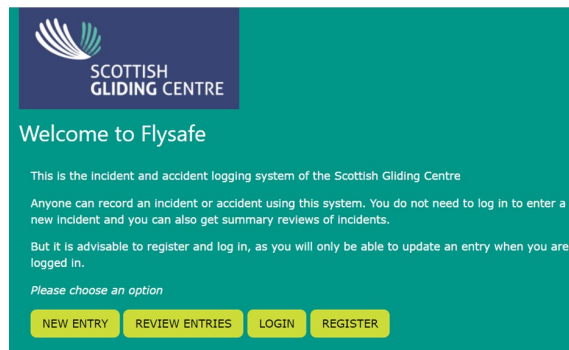 SCOTTISH
GLIDING CENTRE
Welcome to Flysafe
This is the incident and accident logging system of the Scottish Gliding Centre
Anyone can record an incident or accident using this system. You do not need to log in to enter a
new incident and you can also get summary reviews of incidents.
But it is advisable to register and log in, as you will only be able to update an entry when you are
logged in.
Please choose an option
NEW ENTRY REVIEW ENTRIES LOGIN REGISTER